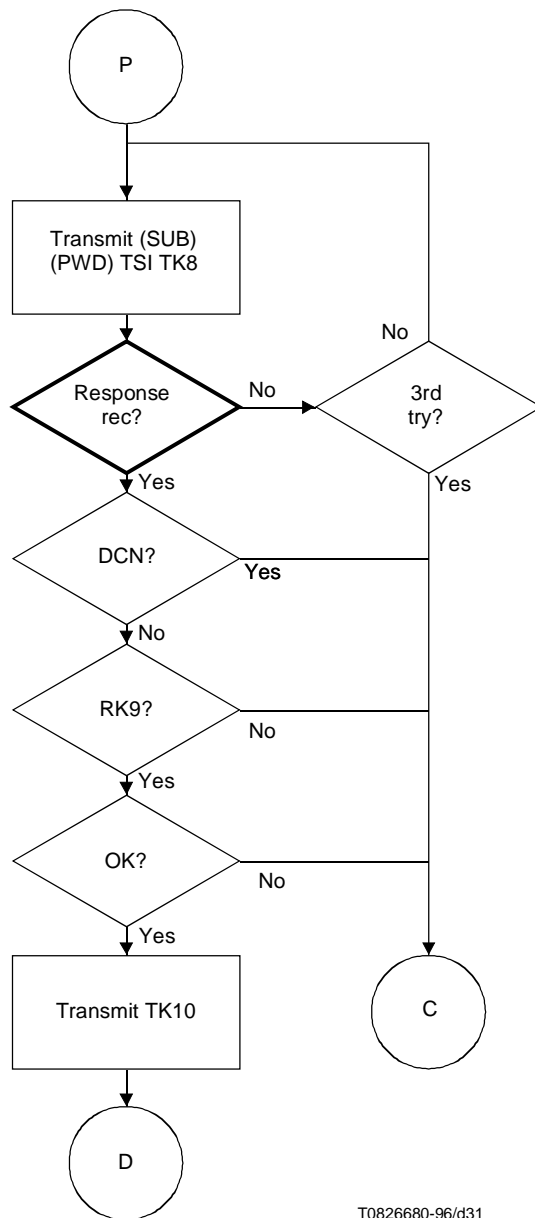 P
Transmit (SUB)
(PWD) TSI TK8
No
Response
rec?
No
3rd
try?
Yes
Yes
DCN?
Yes
No
RK9?
No
Yes
OK?
No
Yes
Transmit TK10
C
D
T0826680-96/d31